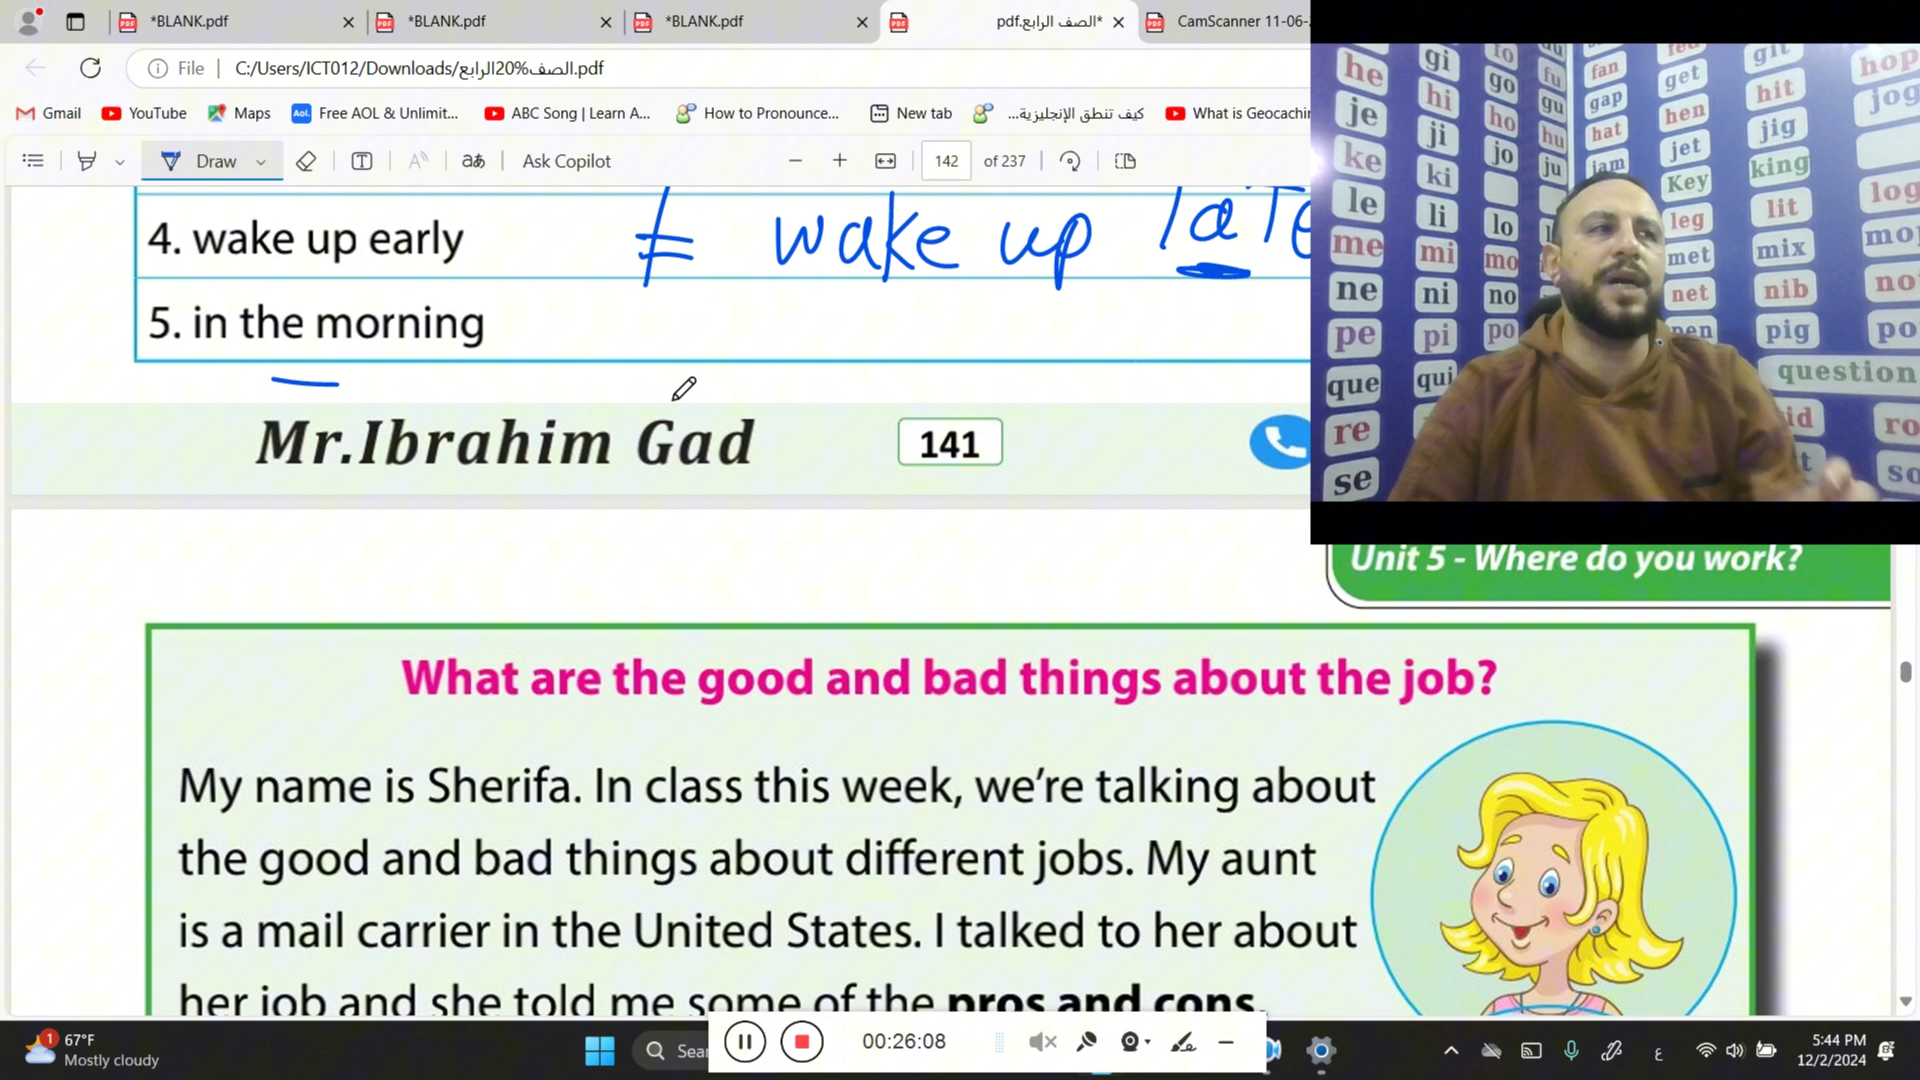 *BLANK.pdf
*BLANK.pdf
*BLANK.pdf
*الصف الرابع.pdf
CamScanner 11-06-
File
C:/Users/ICT012/Downloads/الصف%20الرابع.pdf
Gmail
YouTube
Maps
Free AOL & Unlimit...
ABC Song | Learn A...
How to Pronounce...
New tab
كيف تنطق الإنجليزية...
What is Geocachi
Draw
Ask Copilot
142 of 237
4. wake up early ≠ wake up late
5. in the morning
Mr.Ibrahim Gad
141
Unit 5 - Where do you work?
What are the good and bad things about the job?
My name is Sherifa. In class this week, we're talking about
the good and bad things about different jobs. My aunt
is a mail carrier in the United States. I talked to her about
her job and she told me some of the pros and cons.
he gi go fu fan get git hop
je hi ho gu gap hen hit jog
ke ji jo hu hat jet jig
le ki ju jam Key king log
me li lo leg lit
ne mi mo met mix
pe ni no net nib
que pi po pen pig
re qui question
se
67°F
Mostly cloudy
00:26:08
5:44 PM
12/2/2024